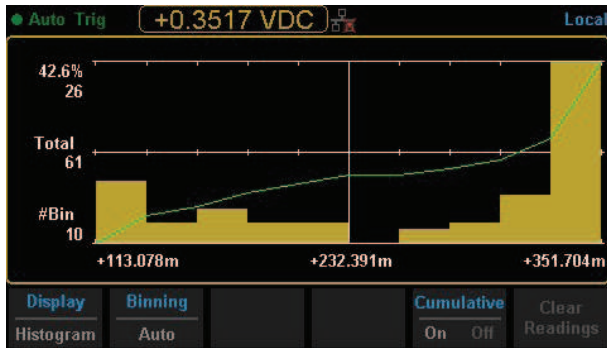 Auto Trig +0.3517 VDC Local
42.6%
26
Total
61
#Bin
10
+113.078m +232.391m +351.704m
Display Binning Cumulative Clear
Histogram Auto On Off Readings